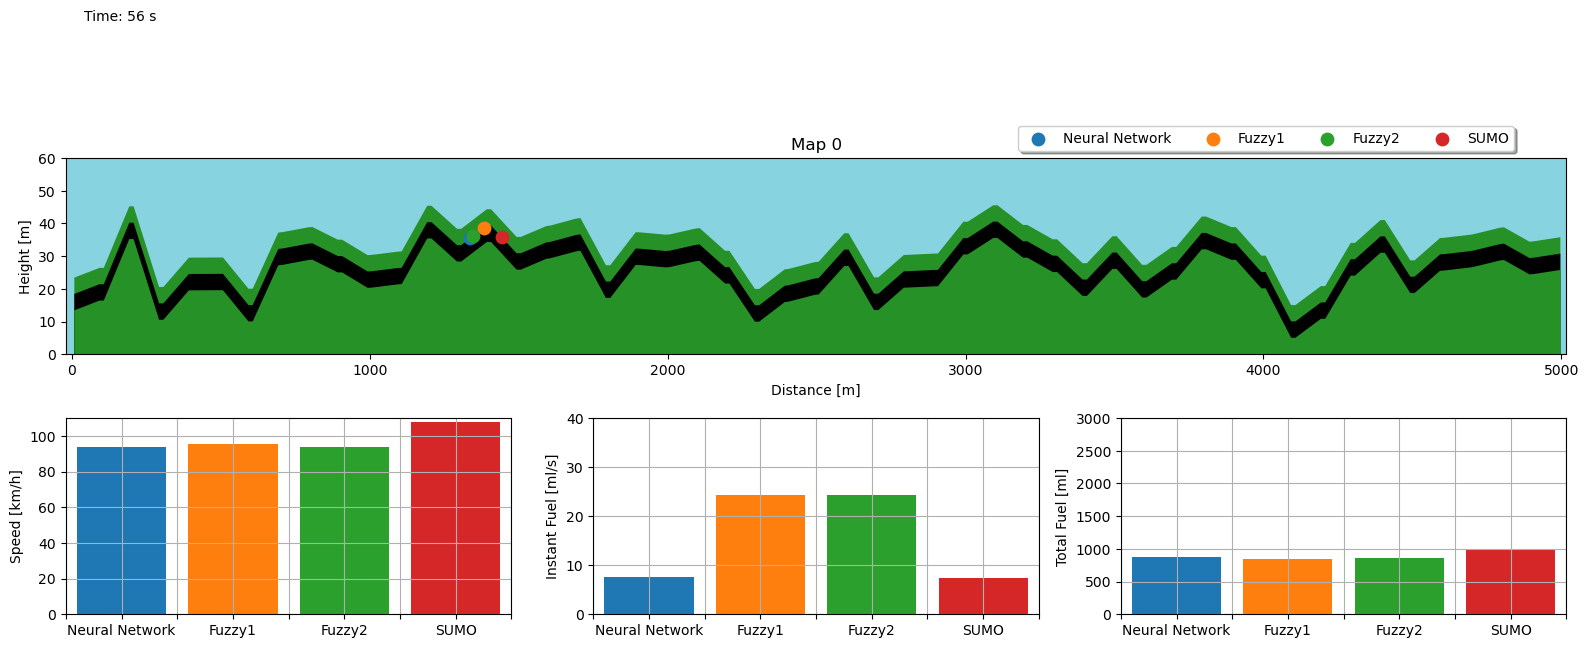 Time: 56 s
Map 0
Neural Network Fuzzy1 Fuzzy2 SUMO
60
50
40
30
20
10
0
Height [m]
0 1000 2000 3000 4000 5000
Distance [m]
100
80
60
40
20
0
Speed [km/h]
Neural Network Fuzzy1 Fuzzy2 SUMO
40
30
20
10
0
Instant Fuel [ml/s]
Neural Network Fuzzy1 Fuzzy2 SUMO
3000
2500
2000
1500
1000
500
0
Total Fuel [ml]
Neural Network Fuzzy1 Fuzzy2 SUMO